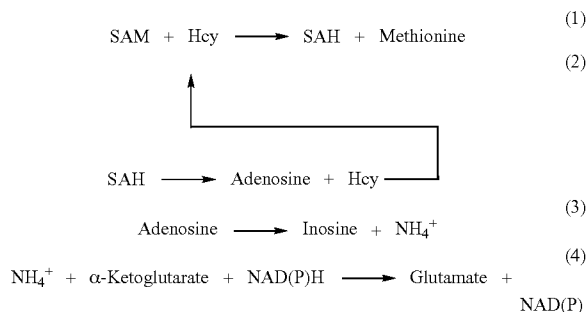 (1)
SAM + Hcy ⟶ SAH + Methionine
(2)
SAH ⟶ Adenosine + Hcy
(3)
Adenosine ⟶ Inosine + NH₄⁺
(4)
NH₄⁺ + α-Ketoglutarate + NAD(P)H ⟶ Glutamate +
NAD(P)